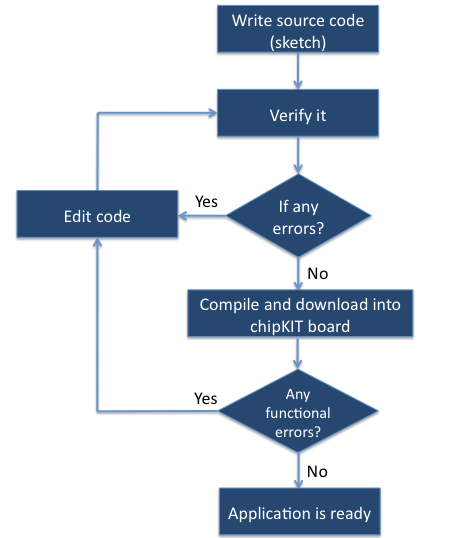 Write source code
(sketch)
Verify it
Yes
If any
errors?
Edit code
No
Compile and download into
chipKIT board
Yes
Any
functional
errors?
No
Application is ready